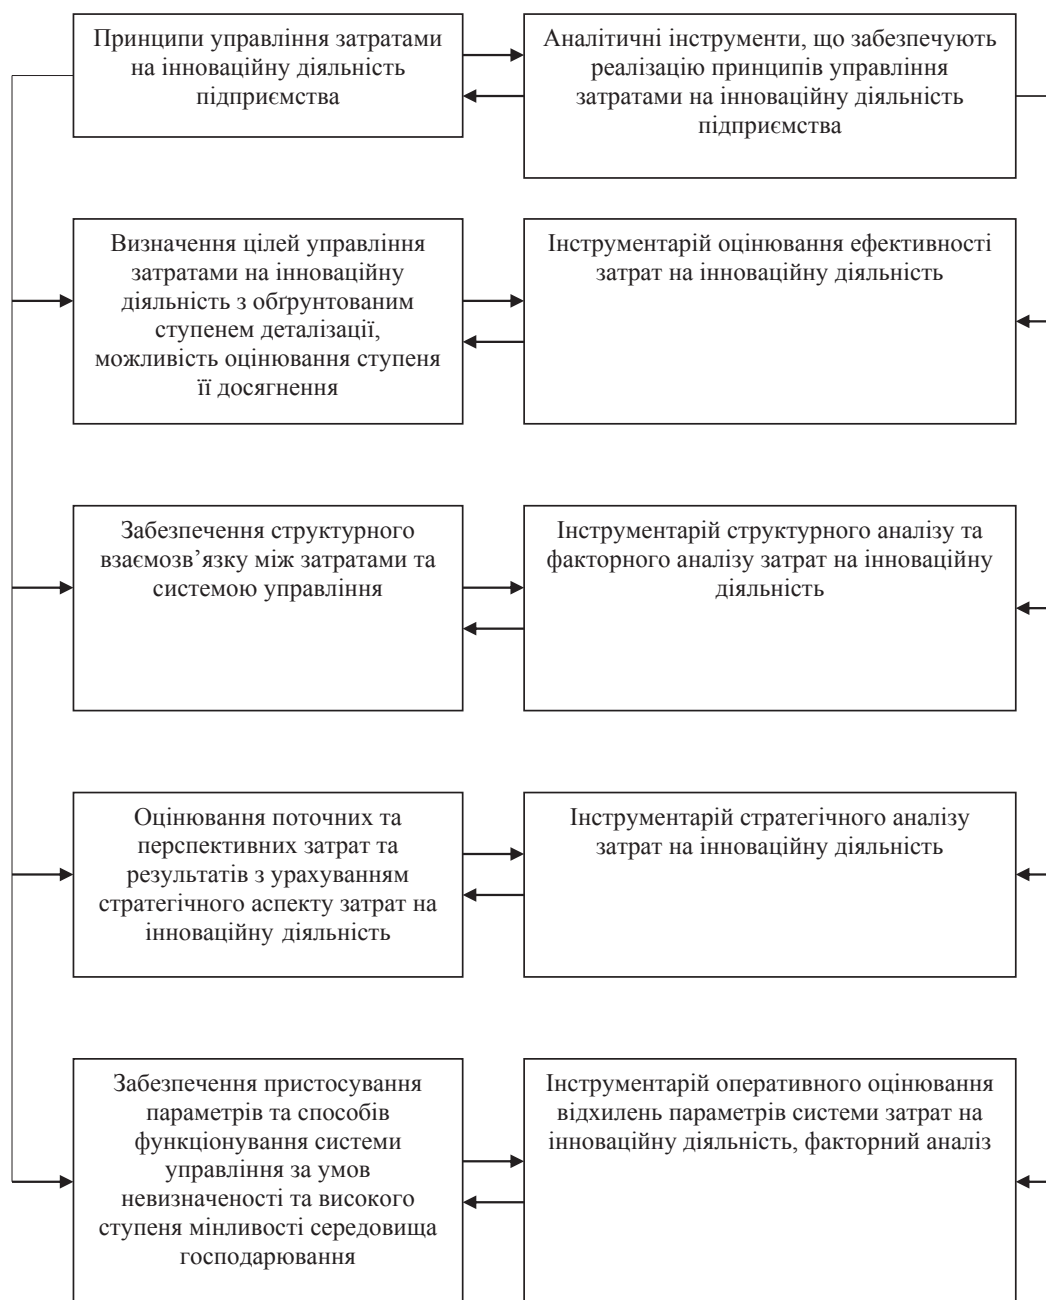 Принципи управління затратами
на інноваційну діяльність
підприємства
Аналітичні інструменти, що забезпечують
реалізацію принципів управління
затратами на інноваційну діяльність
підприємства
Визначення цілей управління
затратами на інноваційну
діяльність з обґрунтованим
ступенем деталізації,
можливість оцінювання ступеня
її досягнення
Інструментарій оцінювання ефективності
затрат на інноваційну діяльність
Забезпечення структурного
взаємозв’язку між затратами та
системою управління
Інструментарій структурного аналізу та
факторного аналізу затрат на інноваційну
діяльність
Оцінювання поточних та
перспективних затрат та
результатів з урахуванням
стратегічного аспекту затрат на
інноваційну діяльність
Інструментарій стратегічного аналізу
затрат на інноваційну діяльність
Забезпечення пристосування
параметрів та способів
функціонування системи
управління за умов
невизначеності та високого
ступеня мінливості середовища
господарювання
Інструментарій оперативного оцінювання
відхилень параметрів системи затрат на
інноваційну діяльність, факторний аналіз